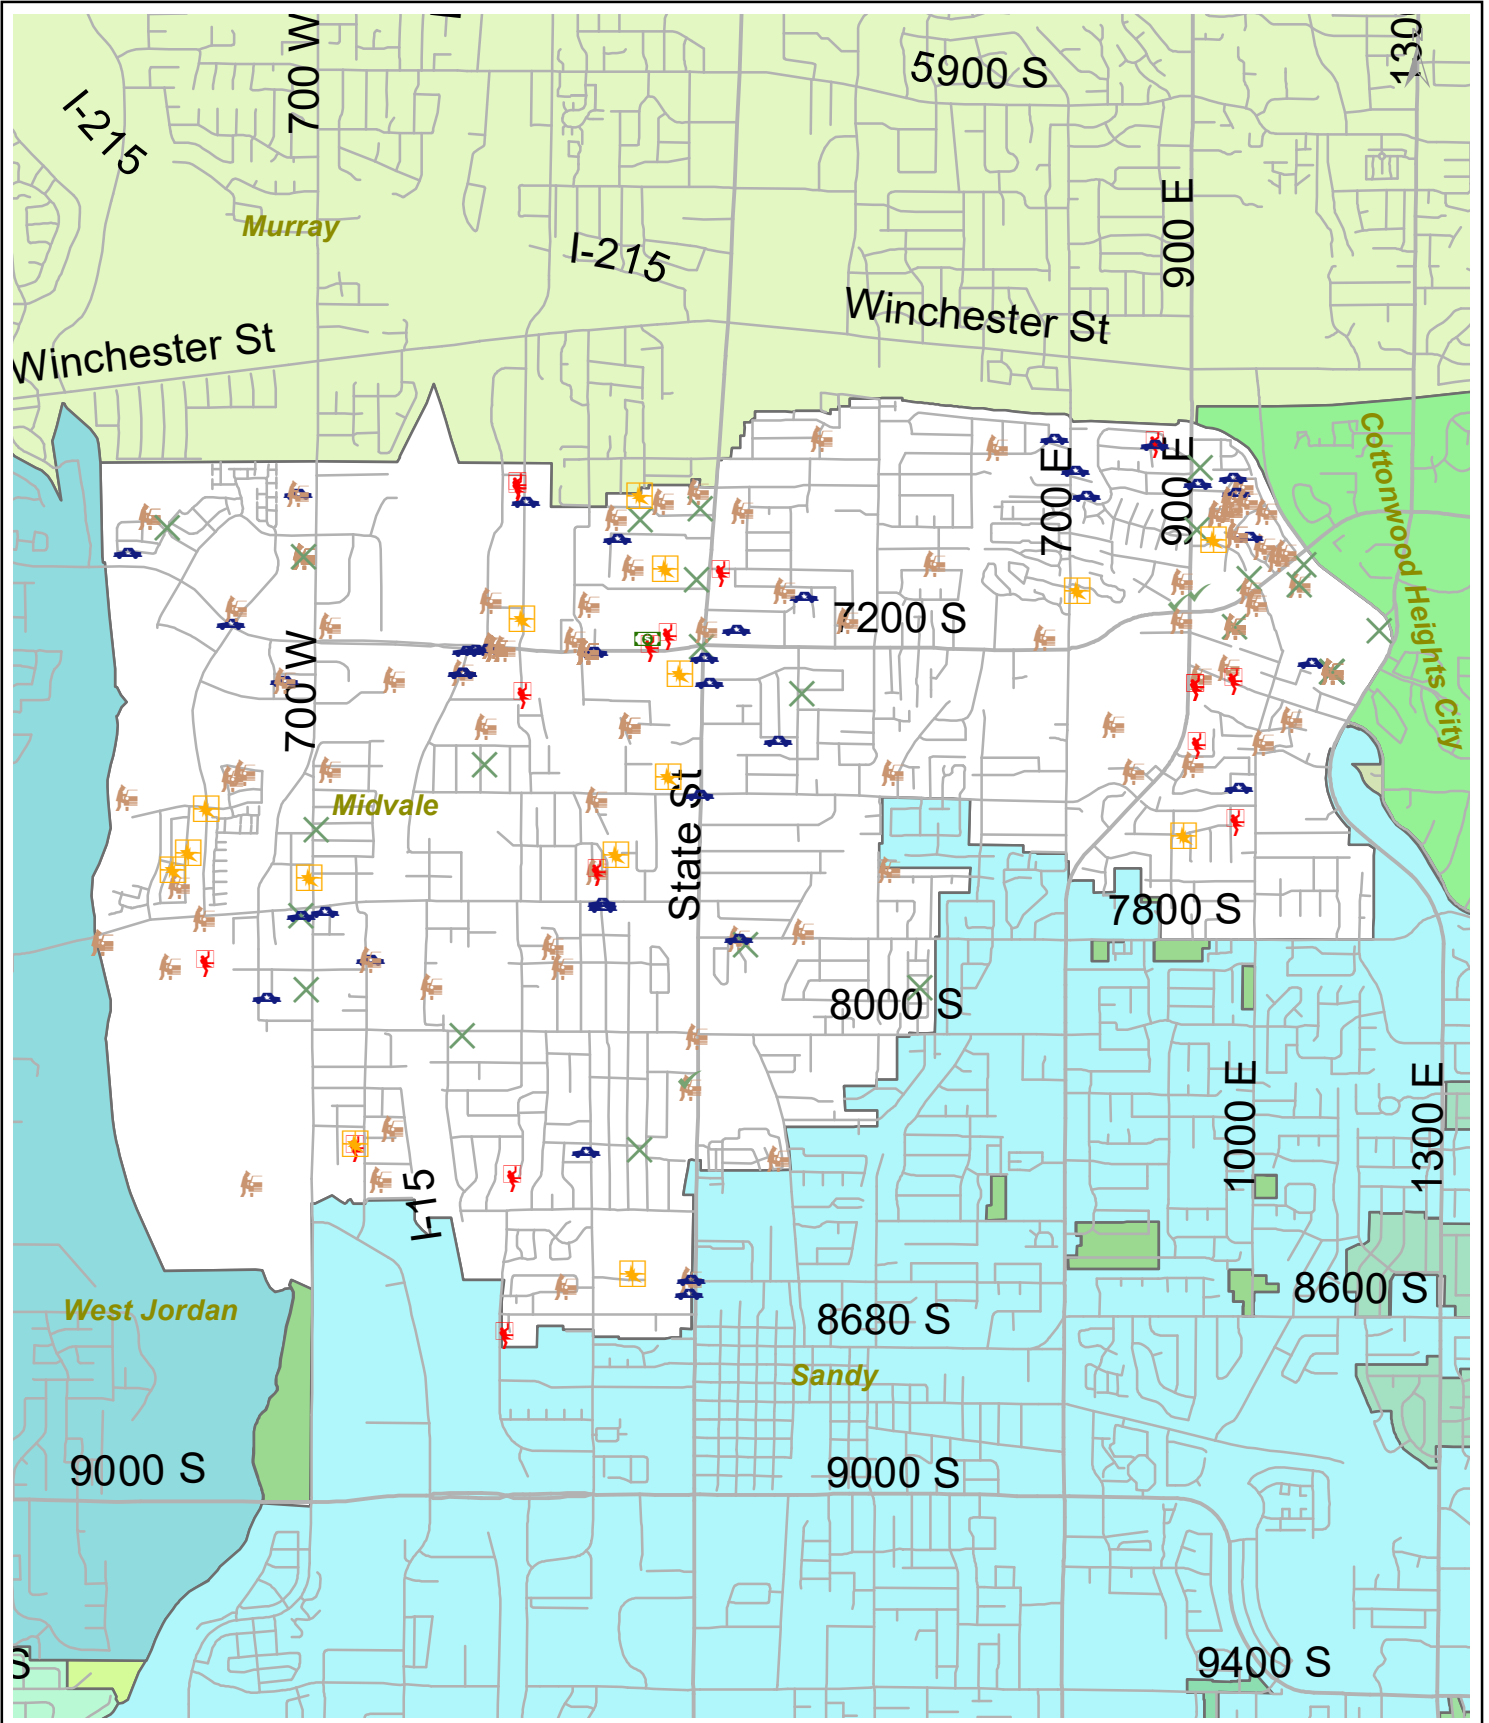 700 W
5900 S
130
I-215
Murray
900 E
I-215
Winchester St
Winchester St
Cottonwood Heights City
700 E
900 E
7200 S
700 W
Midvale
State St
7800 S
8000 S
1000 E
1300 E
I-15
West Jordan
8600 S
8680 S
Sandy
9000 S
9000 S
9400 S
S